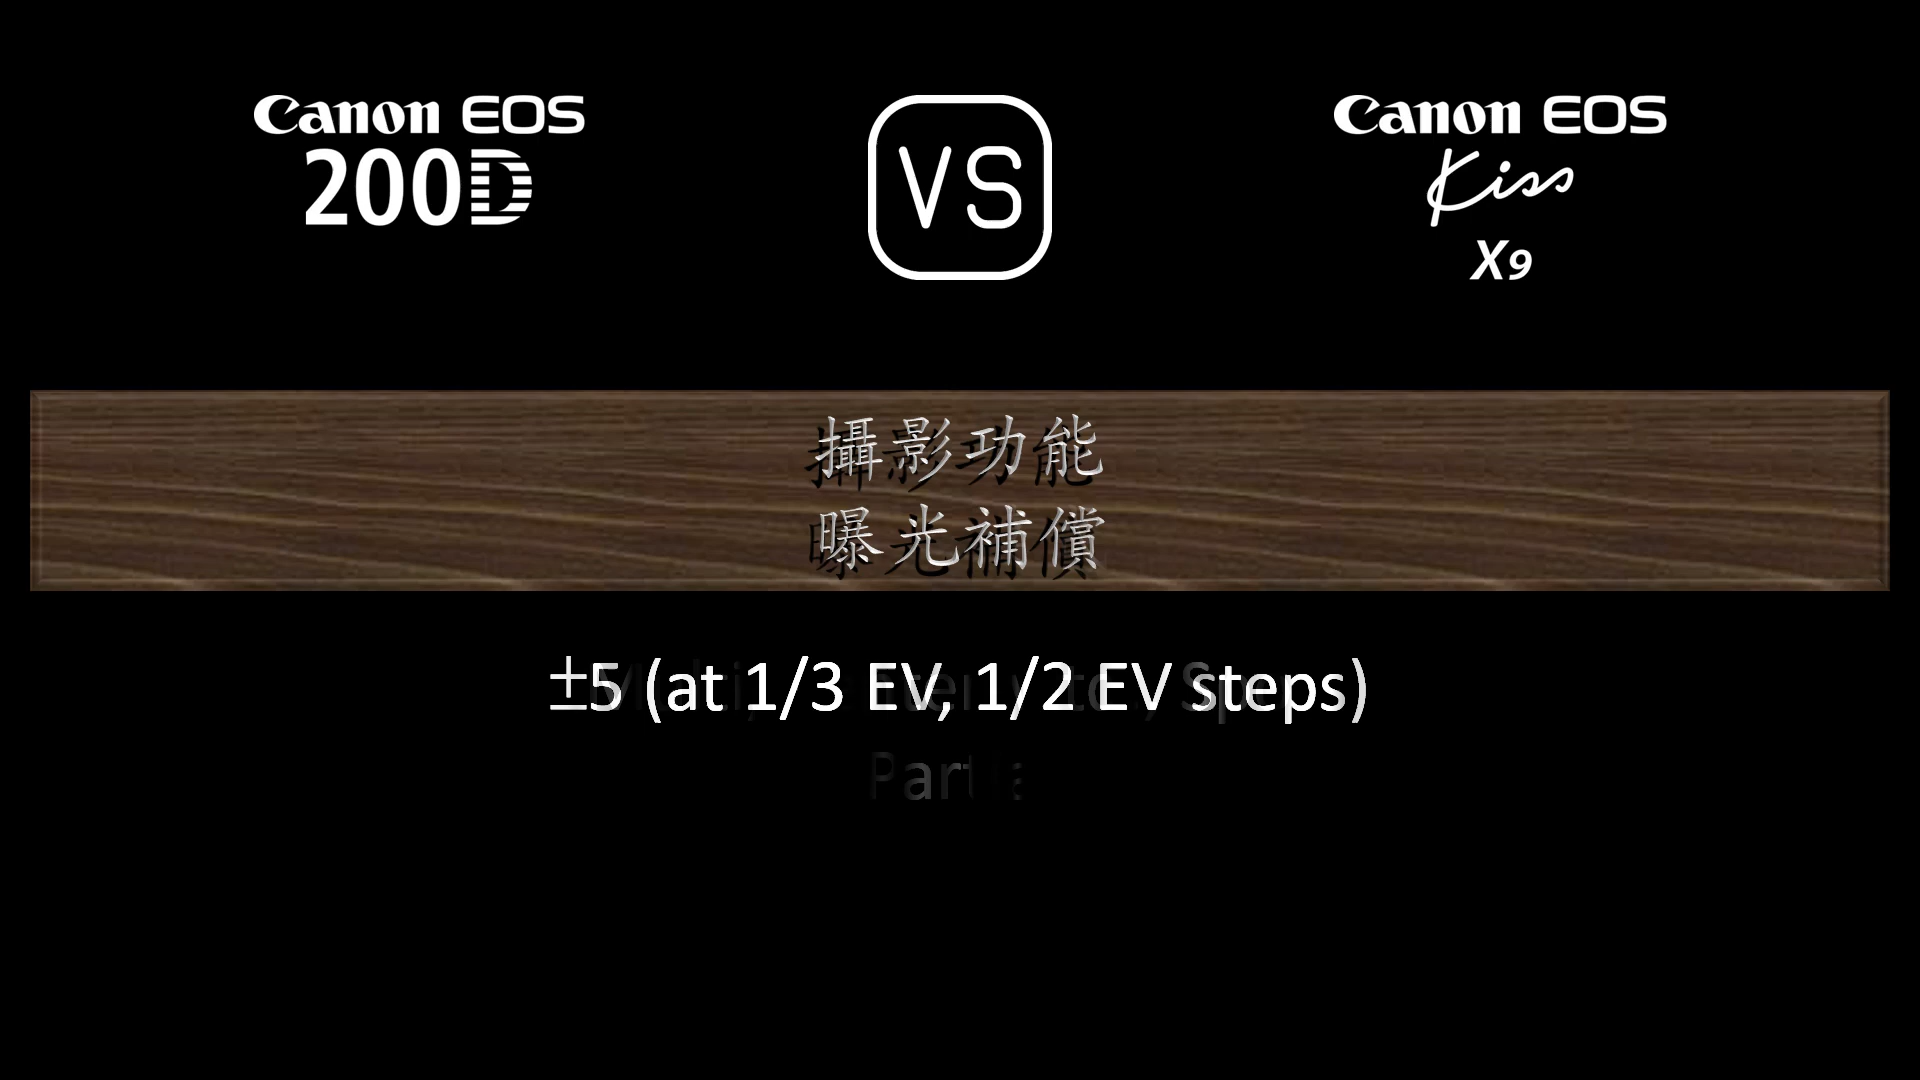 Canon EOS
200D
VS
Canon EOS
Kiss
X9
攝影功能
曝光補償
±5 (at 1/3 EV, 1/2 EV steps)